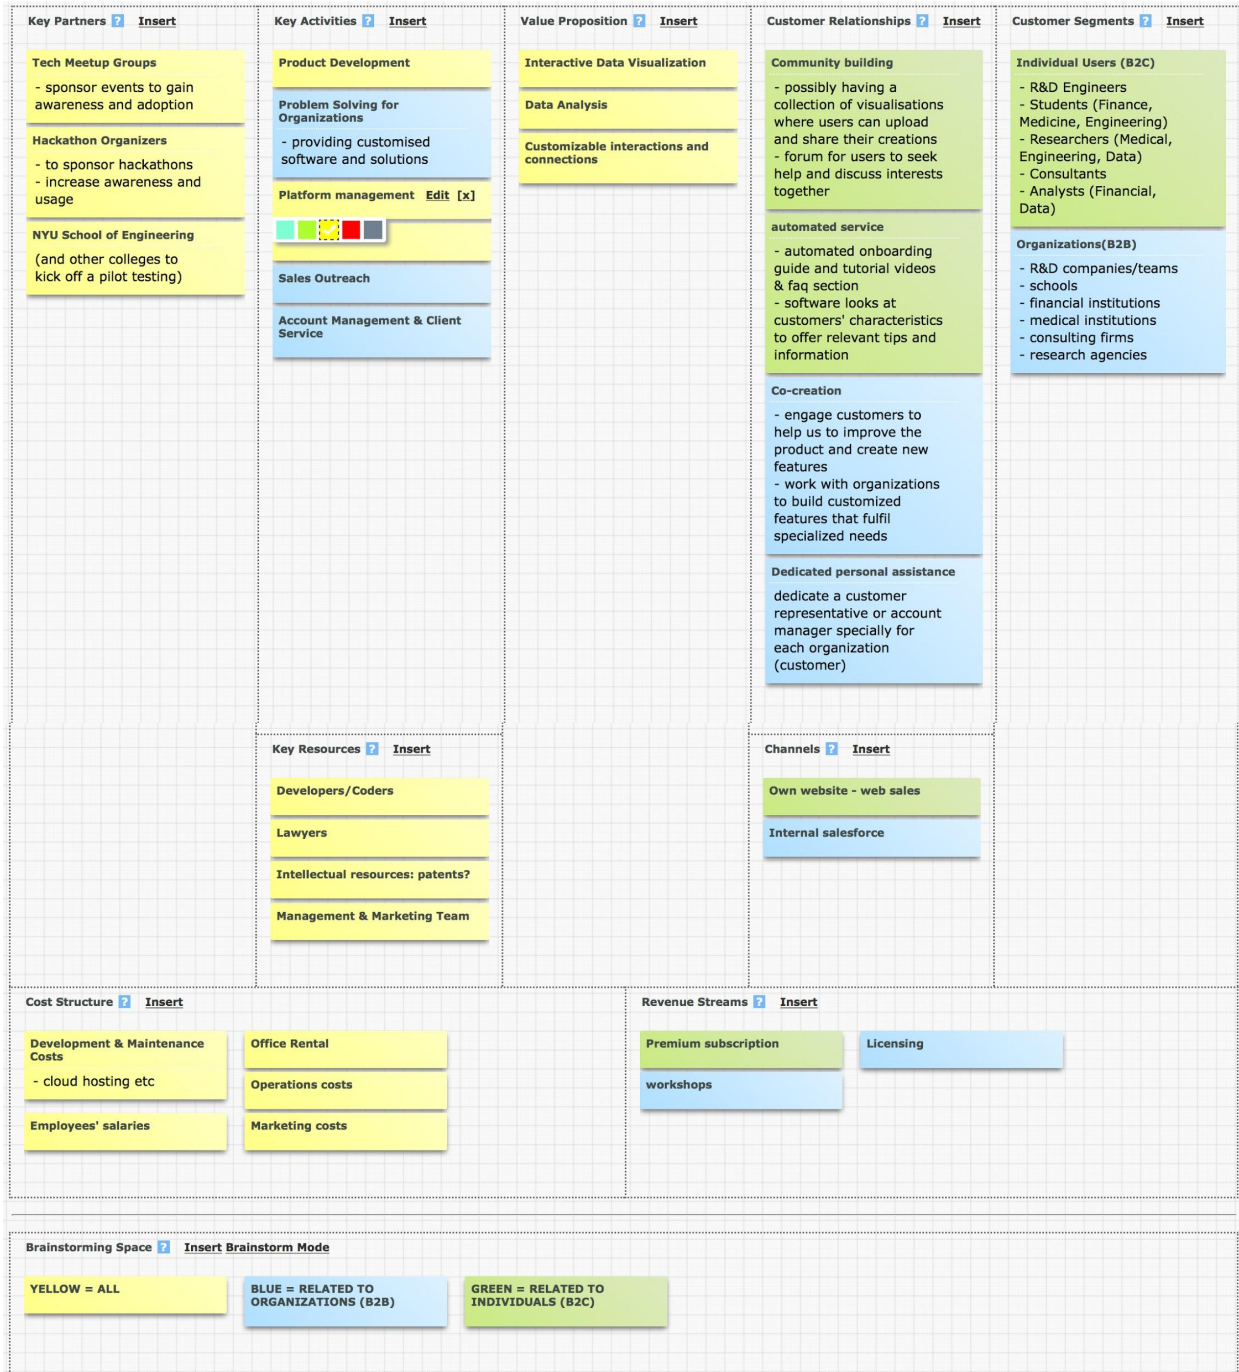 Key Partners ? Insert
Tech Meetup Groups
- sponsor events to gain
awareness and adoption
Hackathon Organizers
- to sponsor hackathons
- increase awareness and
usage
NYU School of Engineering
(and other colleges to
kick off a pilot testing)
Key Activities ? Insert
Product Development
Problem Solving for
Organizations
- providing customised
software and solutions
Platform management Edit [x]
Sales Outreach
Account Management & Client
Service
Value Proposition ? Insert
Interactive Data Visualization
Data Analysis
Customizable interactions and
connections
Customer Relationships ? Insert
Community building
- possibly having a
collection of visualisations
where users can upload
and share their creations
- forum for users to seek
help and discuss interests
together
automated service
- automated onboarding
guide and tutorial videos
& faq section
- software looks at
customers' characteristics
to offer relevant tips and
information
Co-creation
- engage customers to
help us to improve the
product and create new
features
- work with organizations
to build customized
features that fulfil
specialized needs
Dedicated personal assistance
dedicate a customer
representative or account
manager specially for
each organization
(customer)
Customer Segments ? Insert
Individual Users (B2C)
- R&D Engineers
- Students (Finance,
Medicine, Engineering)
- Researchers (Medical,
Engineering, Data)
- Consultants
- Analysts (Financial,
Data)
Organizations(B2B)
- R&D companies/teams
- schools
- financial institutions
- medical institutions
- consulting firms
- research agencies
Key Resources ? Insert
Developers/Coders
Lawyers
Intellectual resources: patents?
Management & Marketing Team
Channels ? Insert
Own website - web sales
Internal salesforce
Cost Structure ? Insert
Development & Maintenance
Costs
- cloud hosting etc
Employees' salaries
Office Rental
Operations costs
Marketing costs
Revenue Streams ? Insert
Premium subscription
workshops
Licensing
Brainstorming Space ? Insert Brainstorm Mode
YELLOW = ALL
BLUE = RELATED TO
ORGANIZATIONS (B2B)
GREEN = RELATED TO
INDIVIDUALS (B2C)